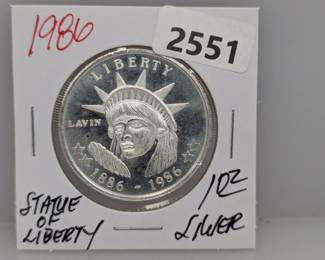 1986
2551
LIBERTY
LAVIN
1886 - 1986
STATUE OF LIBERTY
1OZ SILVER